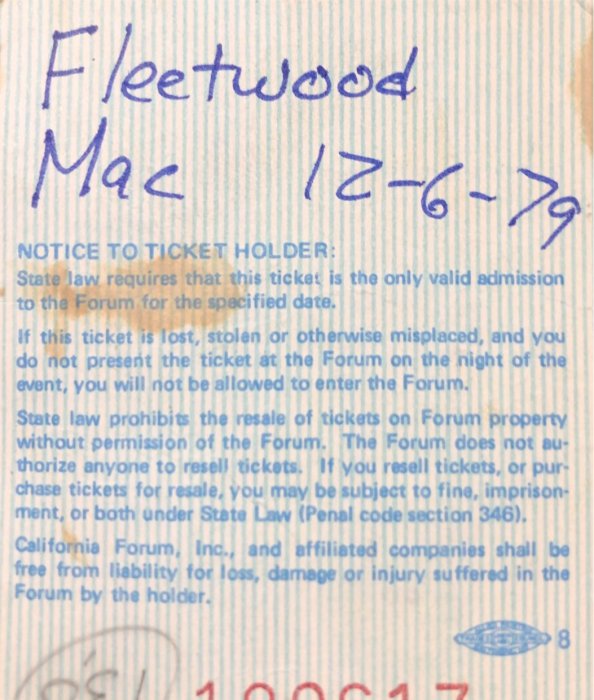 Fleetwood
Mac 12-6-79
NOTICE TO TICKET HOLDER:
State law requires that this ticket is the only valid admission
to the Forum for the specified date.
If this ticket is lost, stolen or otherwise misplaced, and you
do not present the ticket at the Forum on the night of the
event, you will not be allowed to enter the Forum.
State law prohibits the resale of tickets on Forum property
without permission of the Forum. The Forum does not au-
thorize anyone to resell tickets. If you resell tickets, or pur-
chase tickets for resale, you may be subject to fine, imprison-
ment, or both under State Law (Penal code section 346).
California Forum, Inc., and affiliated companies shall be
free from liability for loss, damage or injury suffered in the
Forum by the holder.
8